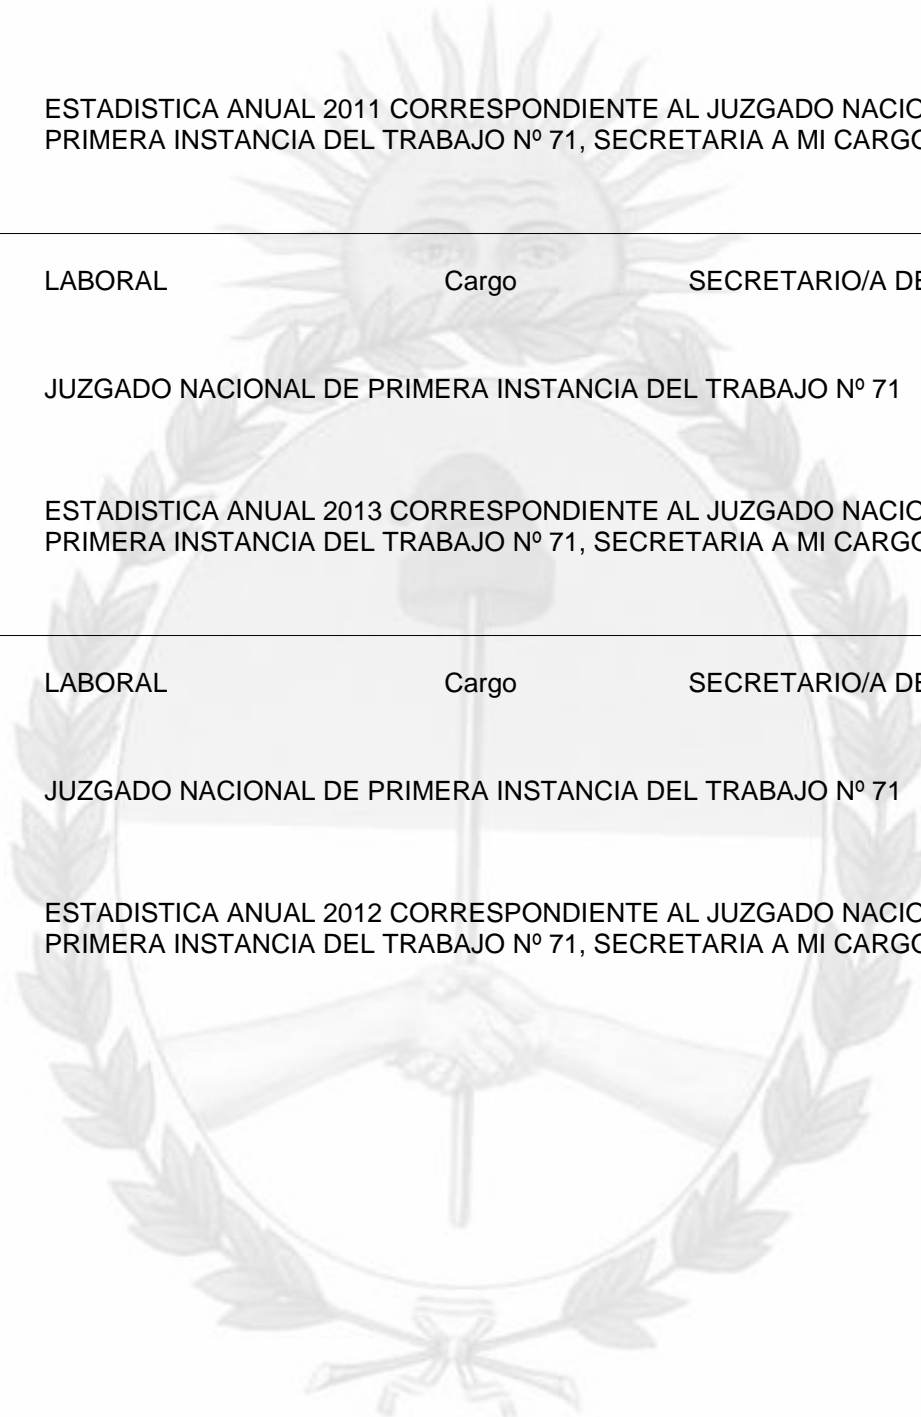 ESTADISTICA ANUAL 2011 CORRESPONDIENTE AL JUZGADO NACIO
PRIMERA INSTANCIA DEL TRABAJO Nº 71, SECRETARIA A MI CARGO
LABORAL Cargo SECRETARIO/A DE
JUZGADO NACIONAL DE PRIMERA INSTANCIA DEL TRABAJO Nº 71
ESTADISTICA ANUAL 2013 CORRESPONDIENTE AL JUZGADO NACIO
PRIMERA INSTANCIA DEL TRABAJO Nº 71, SECRETARIA A MI CARGO
LABORAL Cargo SECRETARIO/A DE
JUZGADO NACIONAL DE PRIMERA INSTANCIA DEL TRABAJO Nº 71
ESTADISTICA ANUAL 2012 CORRESPONDIENTE AL JUZGADO NACIO
PRIMERA INSTANCIA DEL TRABAJO Nº 71, SECRETARIA A MI CARGO